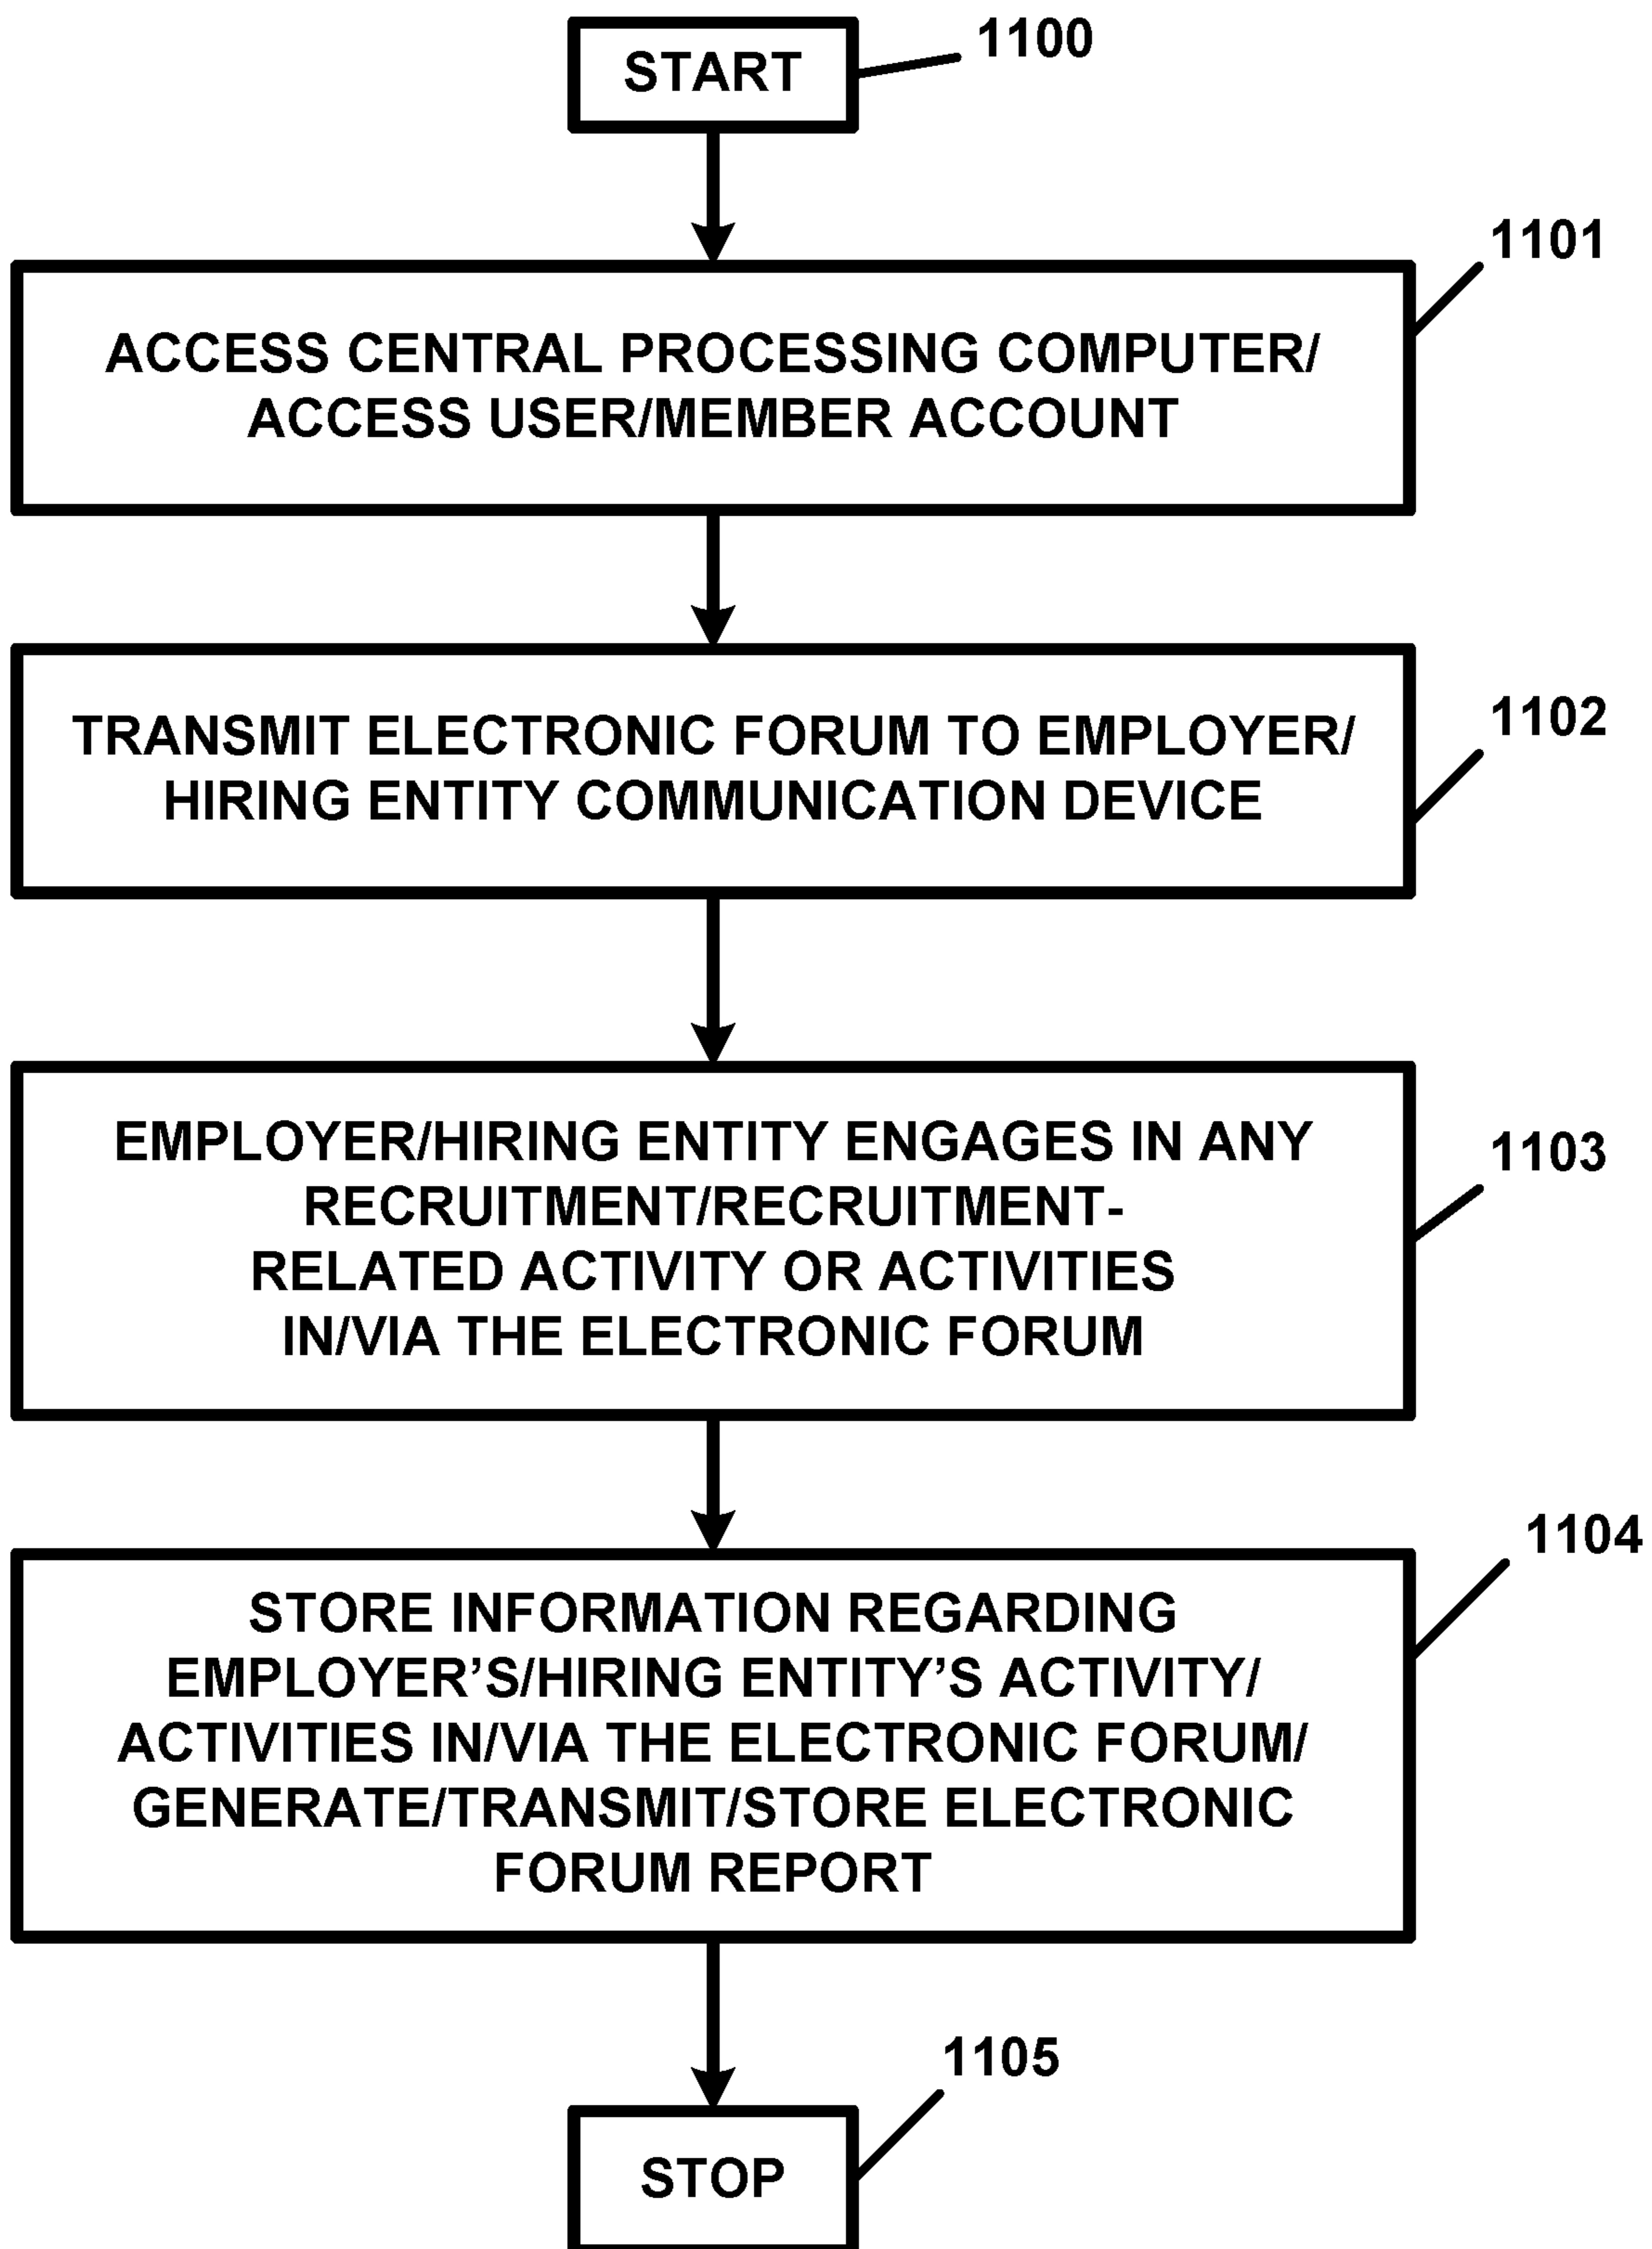 START
1100
1101
ACCESS CENTRAL PROCESSING COMPUTER/
ACCESS USER/MEMBER ACCOUNT
1102
TRANSMIT ELECTRONIC FORUM TO EMPLOYER/
HIRING ENTITY COMMUNICATION DEVICE
1103
EMPLOYER/HIRING ENTITY ENGAGES IN ANY
RECRUITMENT/RECRUITMENT-
RELATED ACTIVITY OR ACTIVITIES
IN/VIA THE ELECTRONIC FORUM
1104
STORE INFORMATION REGARDING
EMPLOYER’S/HIRING ENTITY’S ACTIVITY/
ACTIVITIES IN/VIA THE ELECTRONIC FORUM/
GENERATE/TRANSMIT/STORE ELECTRONIC
FORUM REPORT
1105
STOP